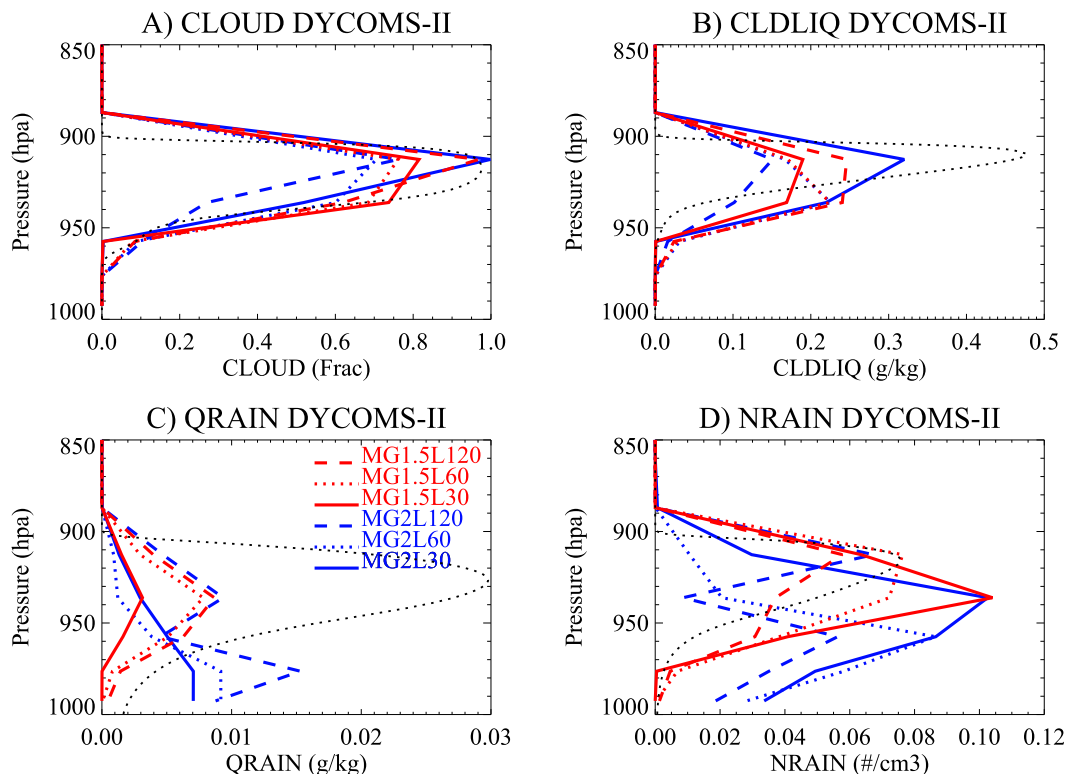 A) CLOUD DYCOMS-II
850
900
950
1000
Pressure (hpa)
0.0 0.2 0.4 0.6 0.8 1.0
CLOUD (Frac)
B) CLDLIQ DYCOMS-II
850
900
950
1000
Pressure (hpa)
0.0 0.1 0.2 0.3 0.4 0.5
CLDLIQ (g/kg)
C) QRAIN DYCOMS-II
850
900
950
1000
Pressure (hpa)
MG1.5L120
MG1.5L60
MG1.5L30
MG2L120
MG2L60
MG2L30
0.00 0.01 0.02 0.03
QRAIN (g/kg)
D) NRAIN DYCOMS-II
850
900
950
1000
Pressure (hpa)
0.00 0.02 0.04 0.06 0.08 0.10 0.12
NRAIN (#/cm3)